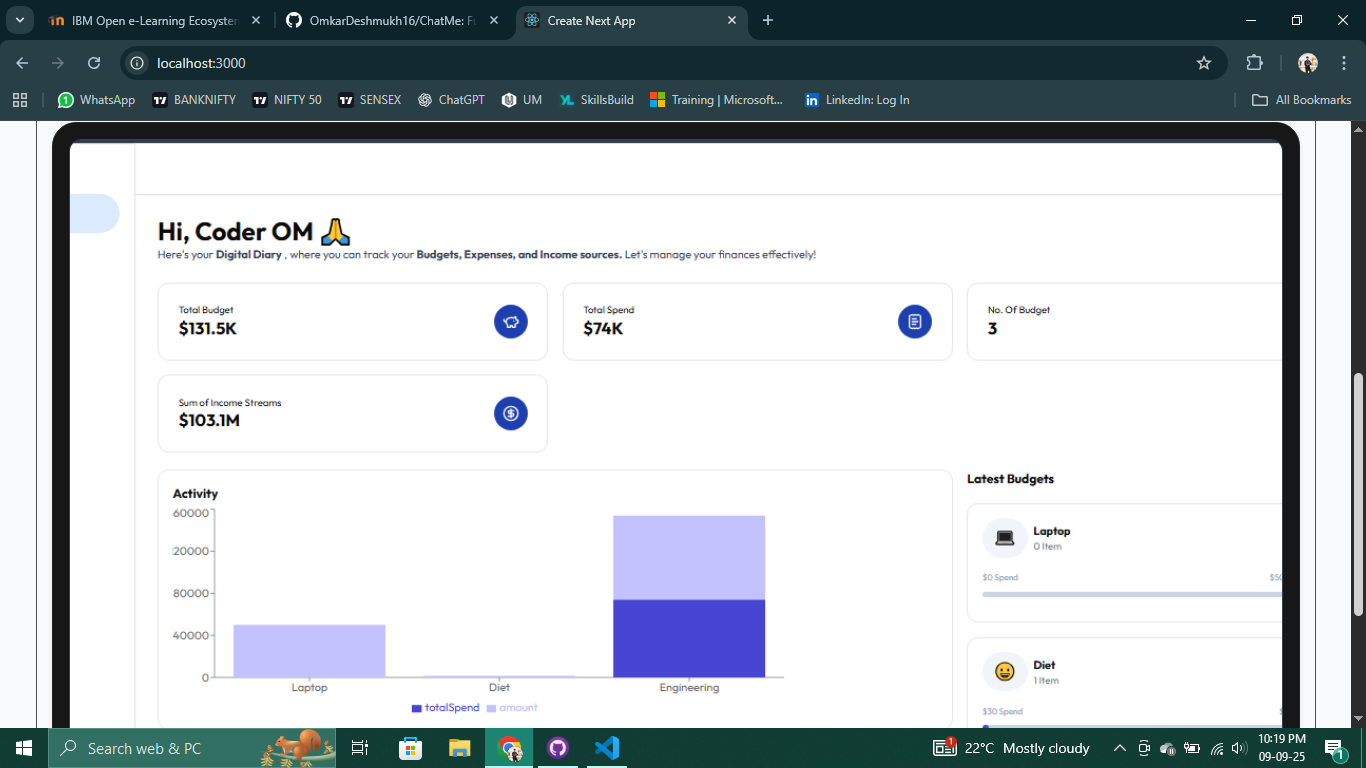 IBM Open e-Learning Ecosystem
OmkarDeshmukh16/ChatMe: Fu
Create Next App
localhost:3000
WhatsApp
BANKNIFTY
NIFTY 50
SENSEX
ChatGPT
UM
SkillsBuild
Training | Microsoft...
LinkedIn: Log In
All Bookmarks
Hi, Coder OM 🙏
Here's your Digital Diary , where you can track your Budgets, Expenses, and Income sources. Let's manage your finances effectively!
Total Budget
$131.5K
Total Spend
$74K
No. Of Budget
3
Sum of Income Streams
$103.1M
Activity
60000
20000
80000
40000
0
Laptop
Diet
Engineering
totalSpend
amount
Latest Budgets
Laptop
0 Item
$0 Spend
$50
Diet
1 Item
$30 Spend
$
Search web & PC
1
22°C Mostly cloudy
10:19 PM
09-09-25
1